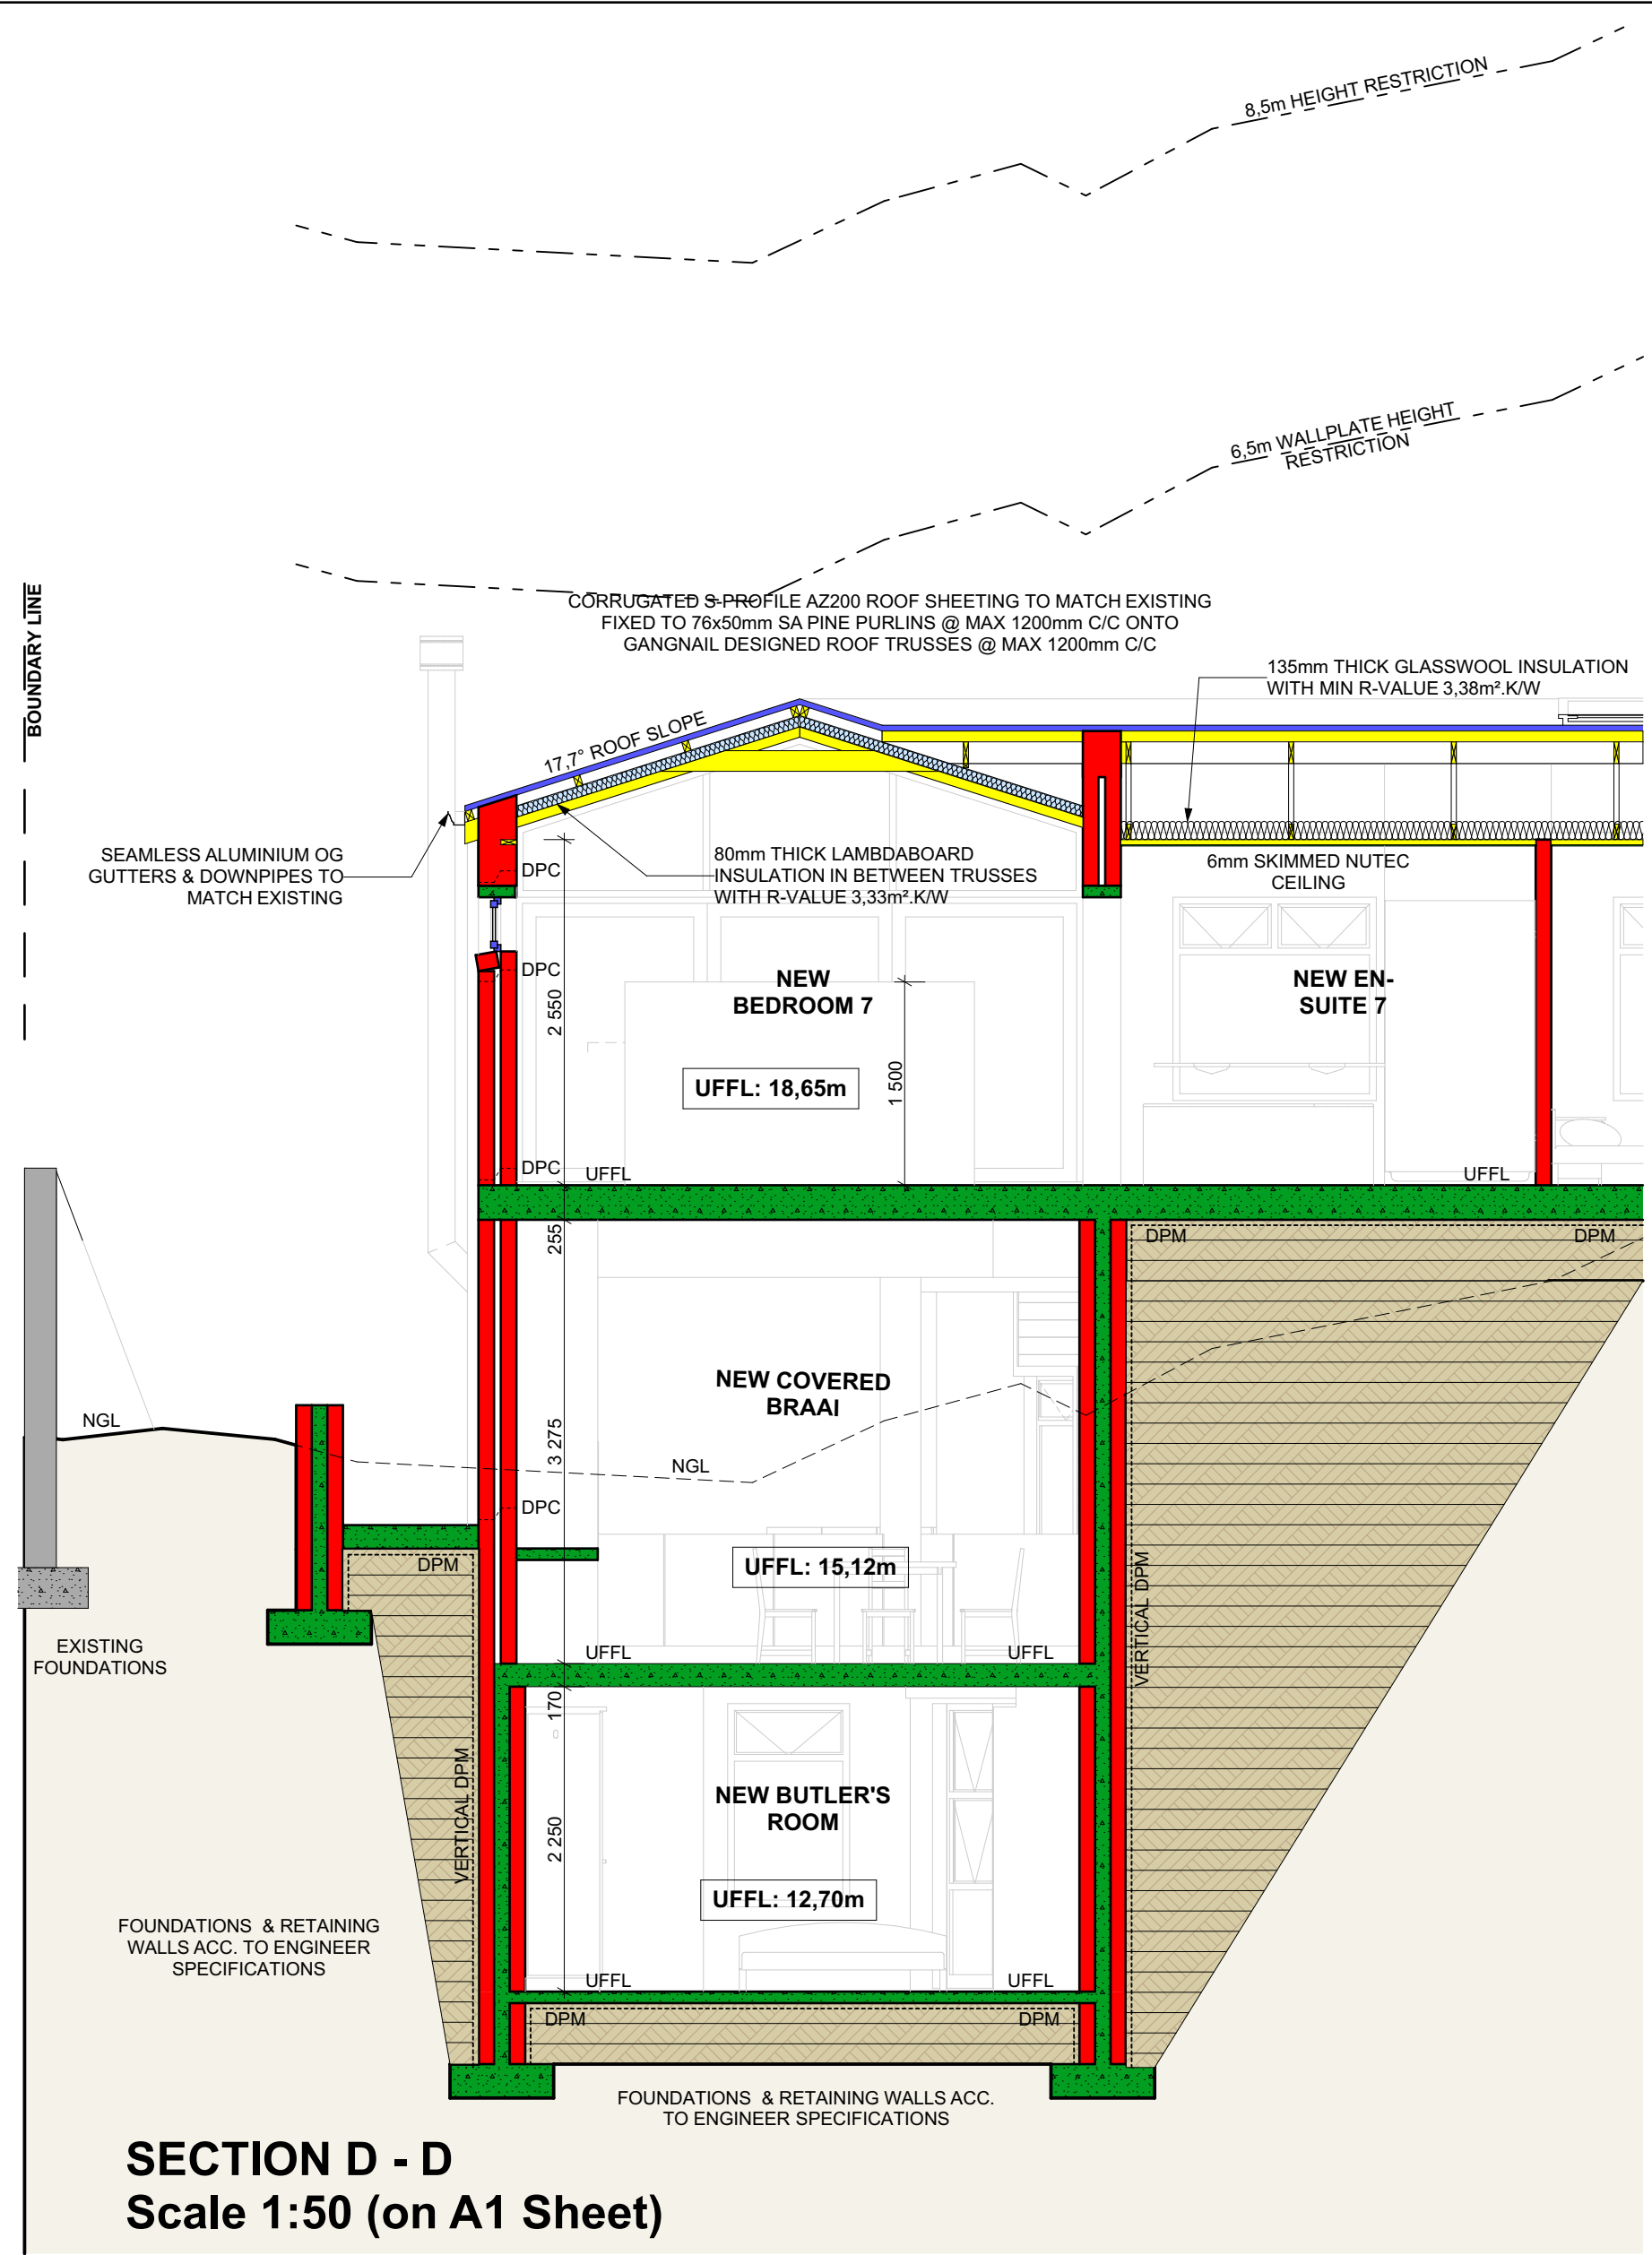 8,5m HEIGHT RESTRICTION
6,5m WALLPLATE HEIGHT
RESTRICTION
BOUNDARY LINE
CORRUGATED S-PROFILE AZ200 ROOF SHEETING TO MATCH EXISTING
FIXED TO 76x50mm SA PINE PURLINS @ MAX 1200mm C/C ONTO
GANGNAIL DESIGNED ROOF TRUSSES @ MAX 1200mm C/C
135mm THICK GLASSWOOL INSULATION
WITH MIN R-VALUE 3,38m².K/W
17,7° ROOF SLOPE
SEAMLESS ALUMINIUM OG
GUTTERS & DOWNPIPES TO
MATCH EXISTING
DPC
80mm THICK LAMBDABOARD
INSULATION IN BETWEEN TRUSSES
WITH R-VALUE 3,33m².K/W
6mm SKIMMED NUTEC
CEILING
DPC
2 550
NEW
BEDROOM 7
NEW EN-
SUITE 7
UFFL: 18,65m
1 500
DPC
UFFL
UFFL
255
DPM
DPM
NEW COVERED
BRAAI
NGL
3 275
NGL
DPC
DPM
UFFL: 15,12m
VERTICAL DPM
EXISTING
FOUNDATIONS
UFFL
UFFL
170
VERTICAL DPM
NEW BUTLER'S
ROOM
2 250
UFFL: 12,70m
FOUNDATIONS & RETAINING
WALLS ACC. TO ENGINEER
SPECIFICATIONS
UFFL
UFFL
DPM
DPM
FOUNDATIONS & RETAINING WALLS ACC.
TO ENGINEER SPECIFICATIONS
SECTION D - D
Scale 1:50 (on A1 Sheet)